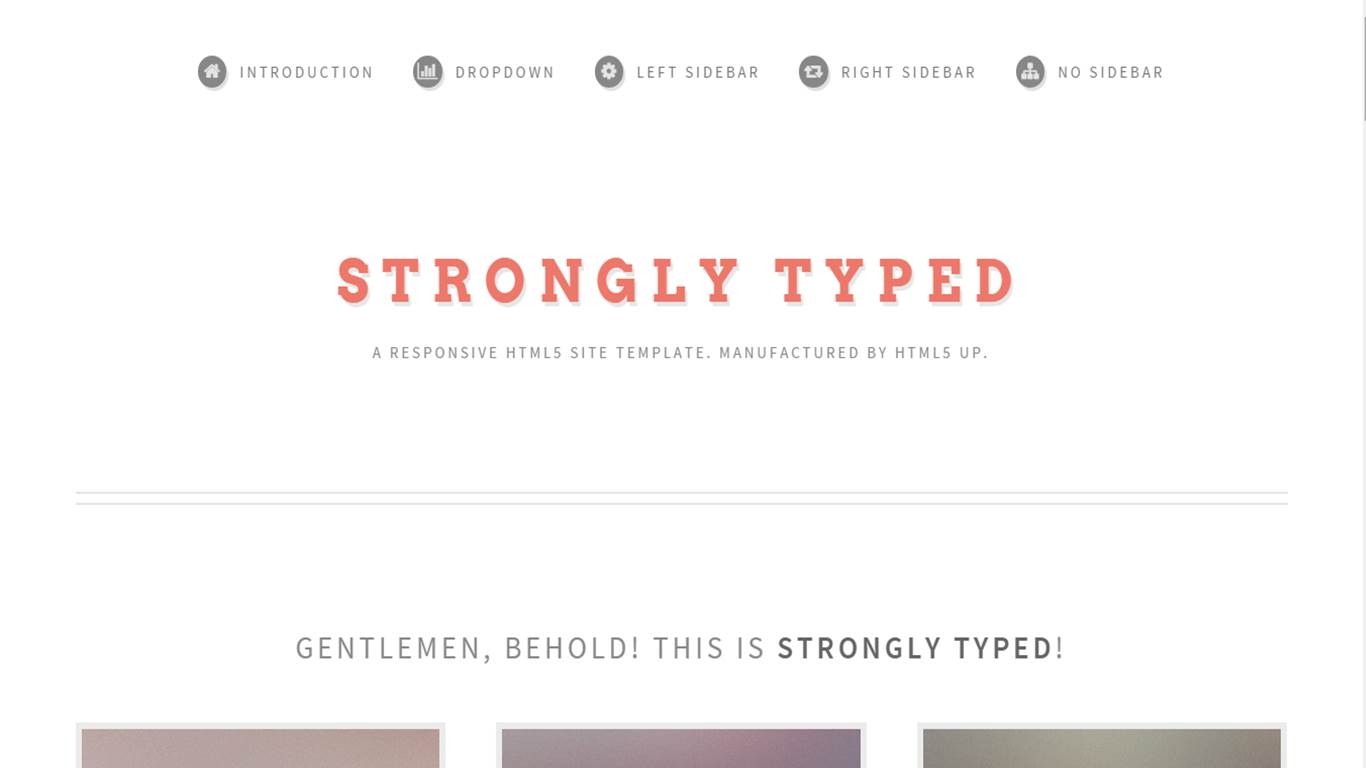 INTRODUCTION DROPDOWN LEFT SIDEBAR RIGHT SIDEBAR NO SIDEBAR
STRONGLY TYPED
A RESPONSIVE HTML5 SITE TEMPLATE. MANUFACTURED BY HTML5 UP.
GENTLEMEN, BEHOLD! THIS IS STRONGLY TYPED!